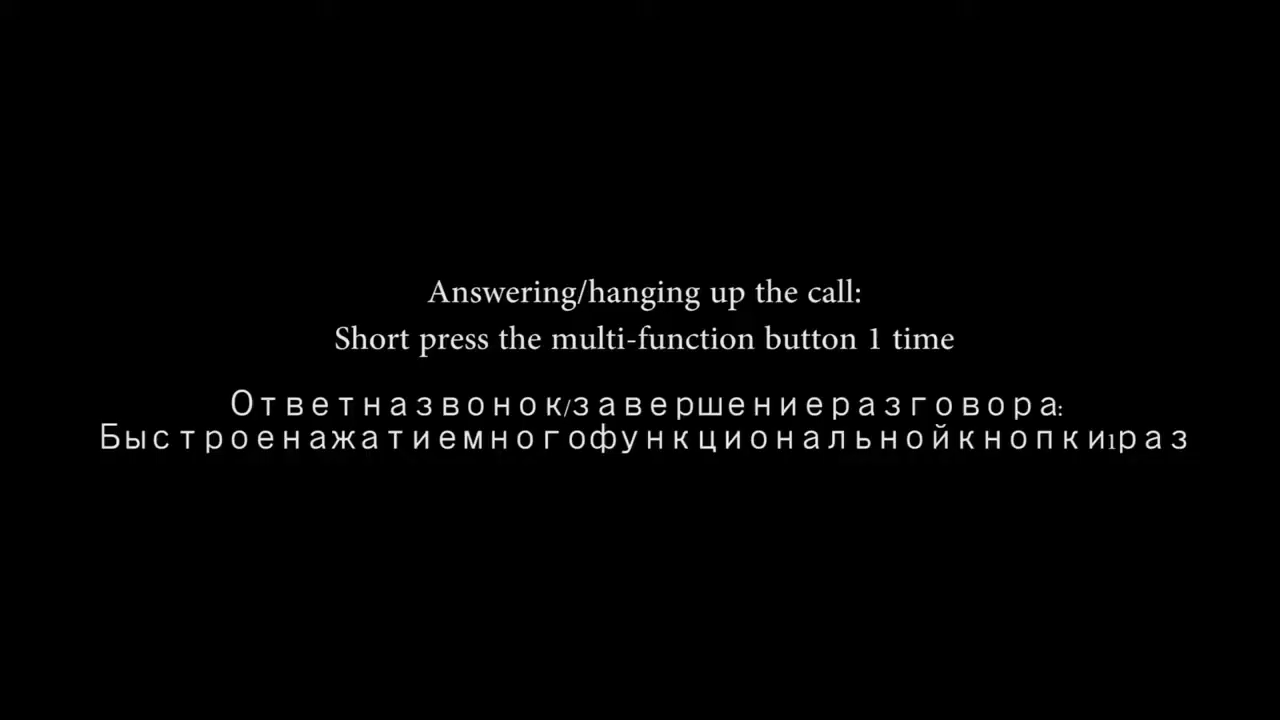 Answering/hanging up the call:
Short press the multi-function button 1 time
Ответназвонок/завершениеразговора:
Быстроенажатиемногофункциональнойкнопки1раз